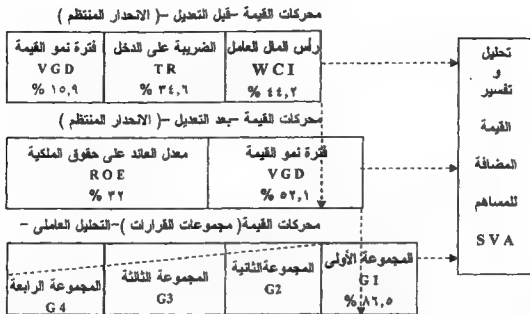 محركات القيمة -قبل التعديل -( الانحدار المنتظم )
رأس المال العامل
WCI
% ٤٤,٢
الضريبة على الدخل
TR
% ٣٤,٦
فترة نمو القيمة
VGD
% ١٥,٩
محركات القيمة -بعد التعديل-( الانحدار المنتظم )
فترة نمو القيمة
VGD
% ٥٢,١
معدل العائد على حقوق الملكية
ROE
% ٣٢
محركات القيمة( مجموعات القرارات )-التحليل العاملى -
المجموعة الأولى
G1
% ٨٦,٥
المجموعة الثانية
G2
المجموعة الثالثة
G3
المجموعة الرابعة
G4
تحليل
و
تفسير
القيمة
المضافة
للمساهم
SVA